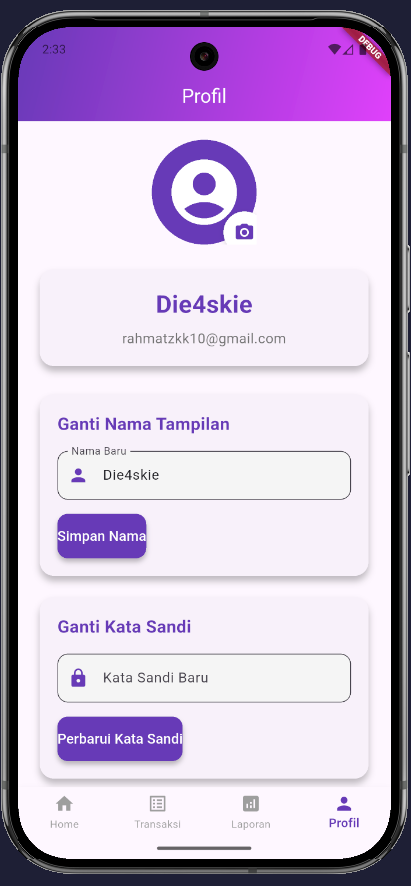 2:33
DEBUG
Profil
Die4skie
rahmatzkk10@gmail.com
Ganti Nama Tampilan
Nama Baru
Die4skie
Simpan Nama
Ganti Kata Sandi
Kata Sandi Baru
Perbarui Kata Sandi
Home
Transaksi
Laporan
Profil